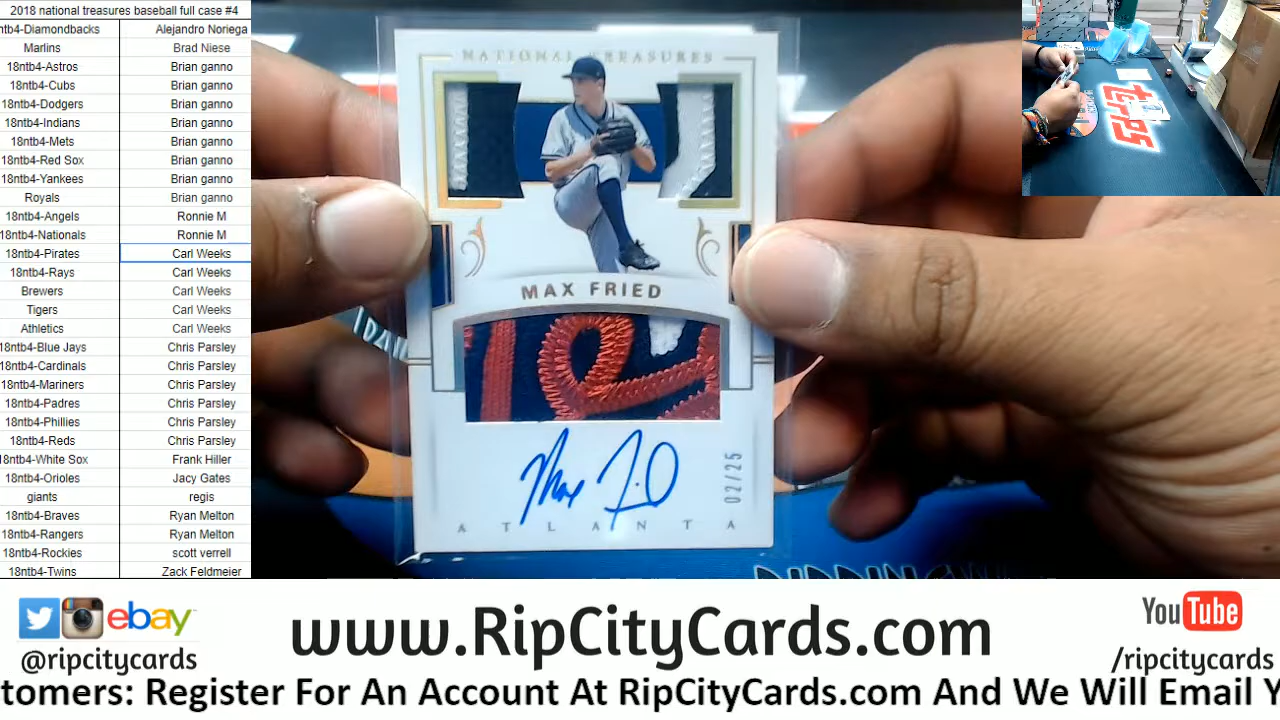 2018 national treasures baseball full case #4
ntb4-Diamondbacks Alejandro Noriega
Marlins Brad Niese
18ntb4-Astros Brian ganno
18ntb4-Cubs Brian ganno
18ntb4-Dodgers Brian ganno
18ntb4-Indians Brian ganno
18ntb4-Mets Brian ganno
18ntb4-Red Sox Brian ganno
18ntb4-Yankees Brian ganno
Royals Brian ganno
18ntb4-Angels Ronnie M
18ntb4-Nationals Ronnie M
18ntb4-Pirates Carl Weeks
18ntb4-Rays Carl Weeks
Brewers Carl Weeks
Tigers Carl Weeks
Athletics Carl Weeks
18ntb4-Blue Jays Chris Parsley
18ntb4-Cardinals Chris Parsley
18ntb4-Mariners Chris Parsley
18ntb4-Padres Chris Parsley
18ntb4-Phillies Chris Parsley
18ntb4-Reds Chris Parsley
18ntb4-White Sox Frank Hiller
18ntb4-Orioles Jacy Gates
giants regis
18ntb4-Braves Ryan Melton
18ntb4-Rangers Ryan Melton
18ntb4-Rockies scott verrell
18ntb4-Twins Zack Feldmeier
NATIONAL TREASURES
MAX FRIED
Max Fried
02/25
ATLANTA
ebay
@ripcitycards
www.RipCityCards.com
YouTube
/ripcitycards
tomers: Register For An Account At RipCityCards.com And We Will Email Y